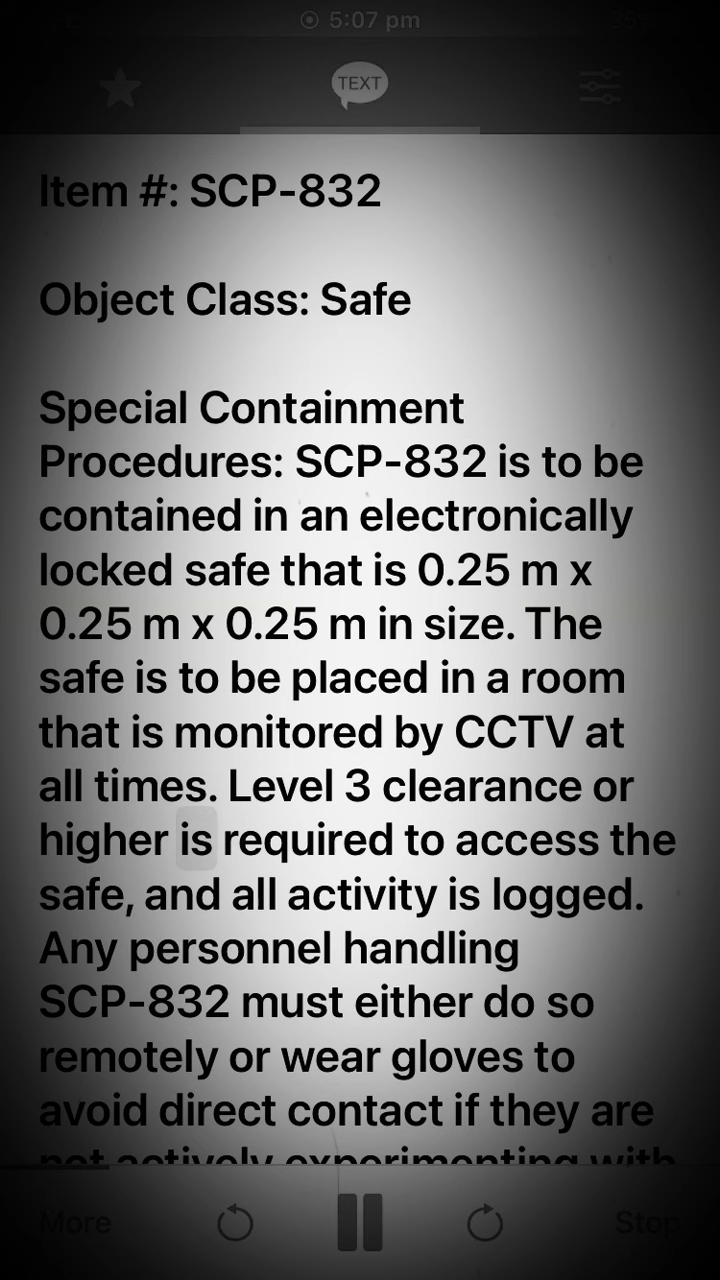 5:07 pm
TEXT
Item #: SCP-832
Object Class: Safe
Special Containment
Procedures: SCP-832 is to be
contained in an electronically
locked safe that is 0.25 m x
0.25 m x 0.25 m in size. The
safe is to be placed in a room
that is monitored by CCTV at
all times. Level 3 clearance or
higher is required to access the
safe, and all activity is logged.
Any personnel handling
SCP-832 must either do so
remotely or wear gloves to
avoid direct contact if they are
not actively experimenting with
More
Stop